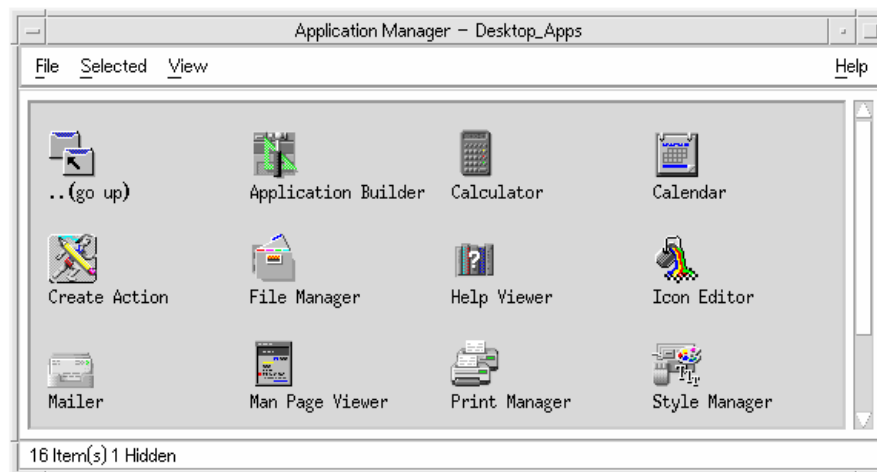 Application Manager – Desktop_Apps
File Selected View Help
..(go up) Application Builder Calculator Calendar
Create Action File Manager Help Viewer Icon Editor
Mailer Man Page Viewer Print Manager Style Manager
16 Item(s) 1 Hidden